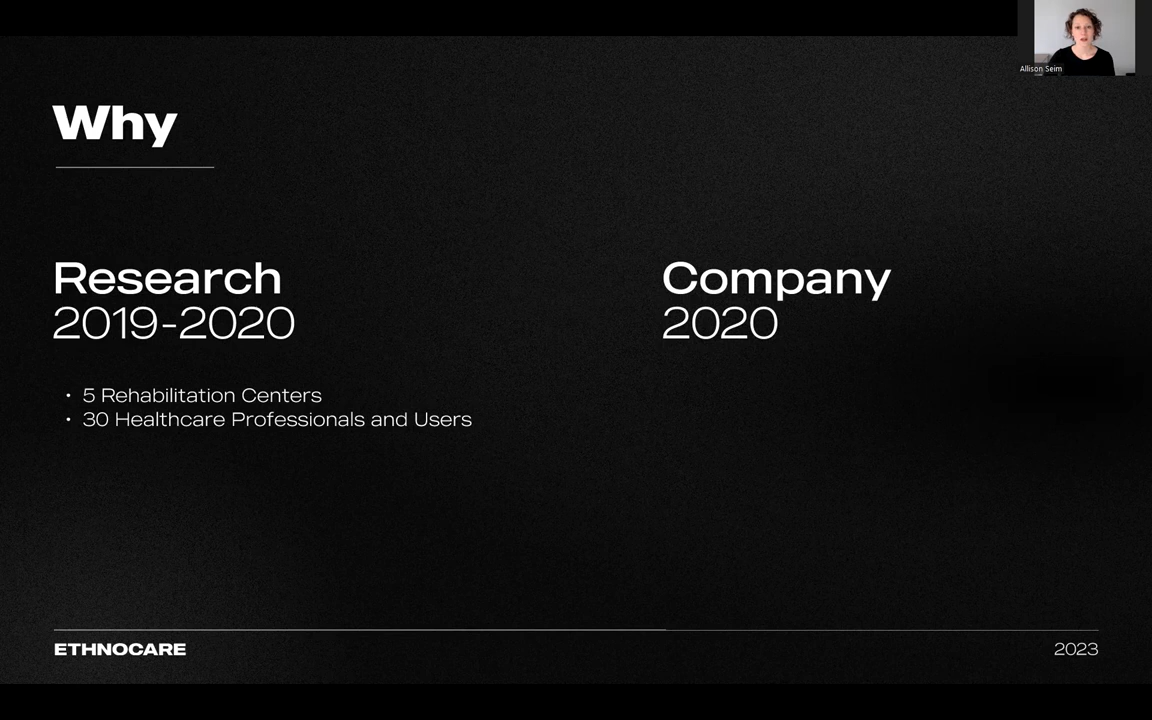 Allison Seim
Why
Research
2019-2020
• 5 Rehabilitation Centers
• 30 Healthcare Professionals and Users
Company
2020
ETHNOCARE
2023